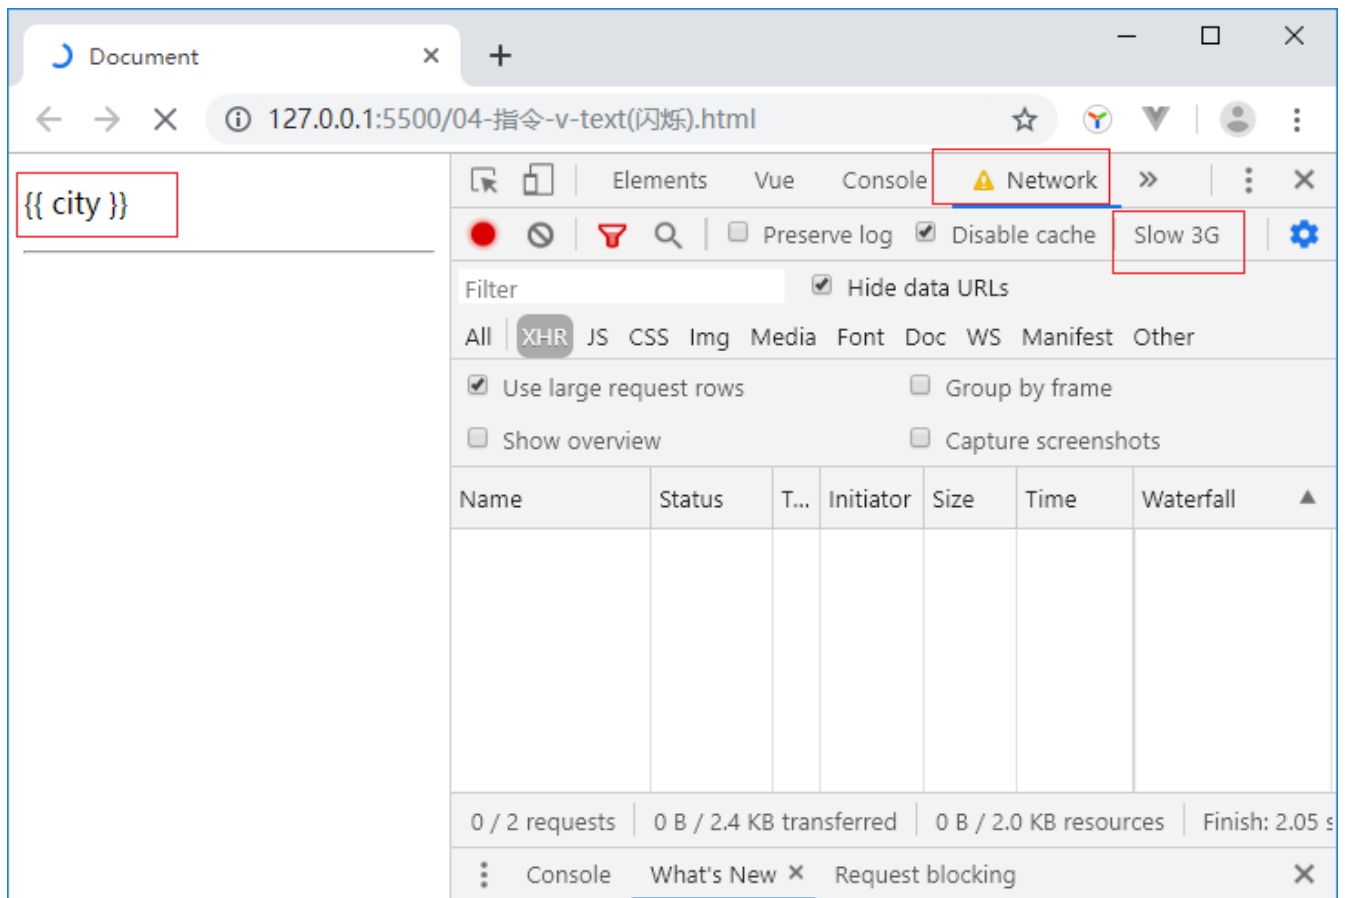 Document
127.0.0.1:5500/04-指令-v-text(闪烁).html
{{ city }}
Elements Vue Console Network
Preserve log Disable cache Slow 3G
Filter Hide data URLs
All XHR JS CSS Img Media Font Doc WS Manifest Other
Use large request rows Group by frame
Show overview Capture screenshots
Name Status T... Initiator Size Time Waterfall
0 / 2 requests 0 B / 2.4 KB transferred 0 B / 2.0 KB resources Finish: 2.05 s
Console What's New Request blocking